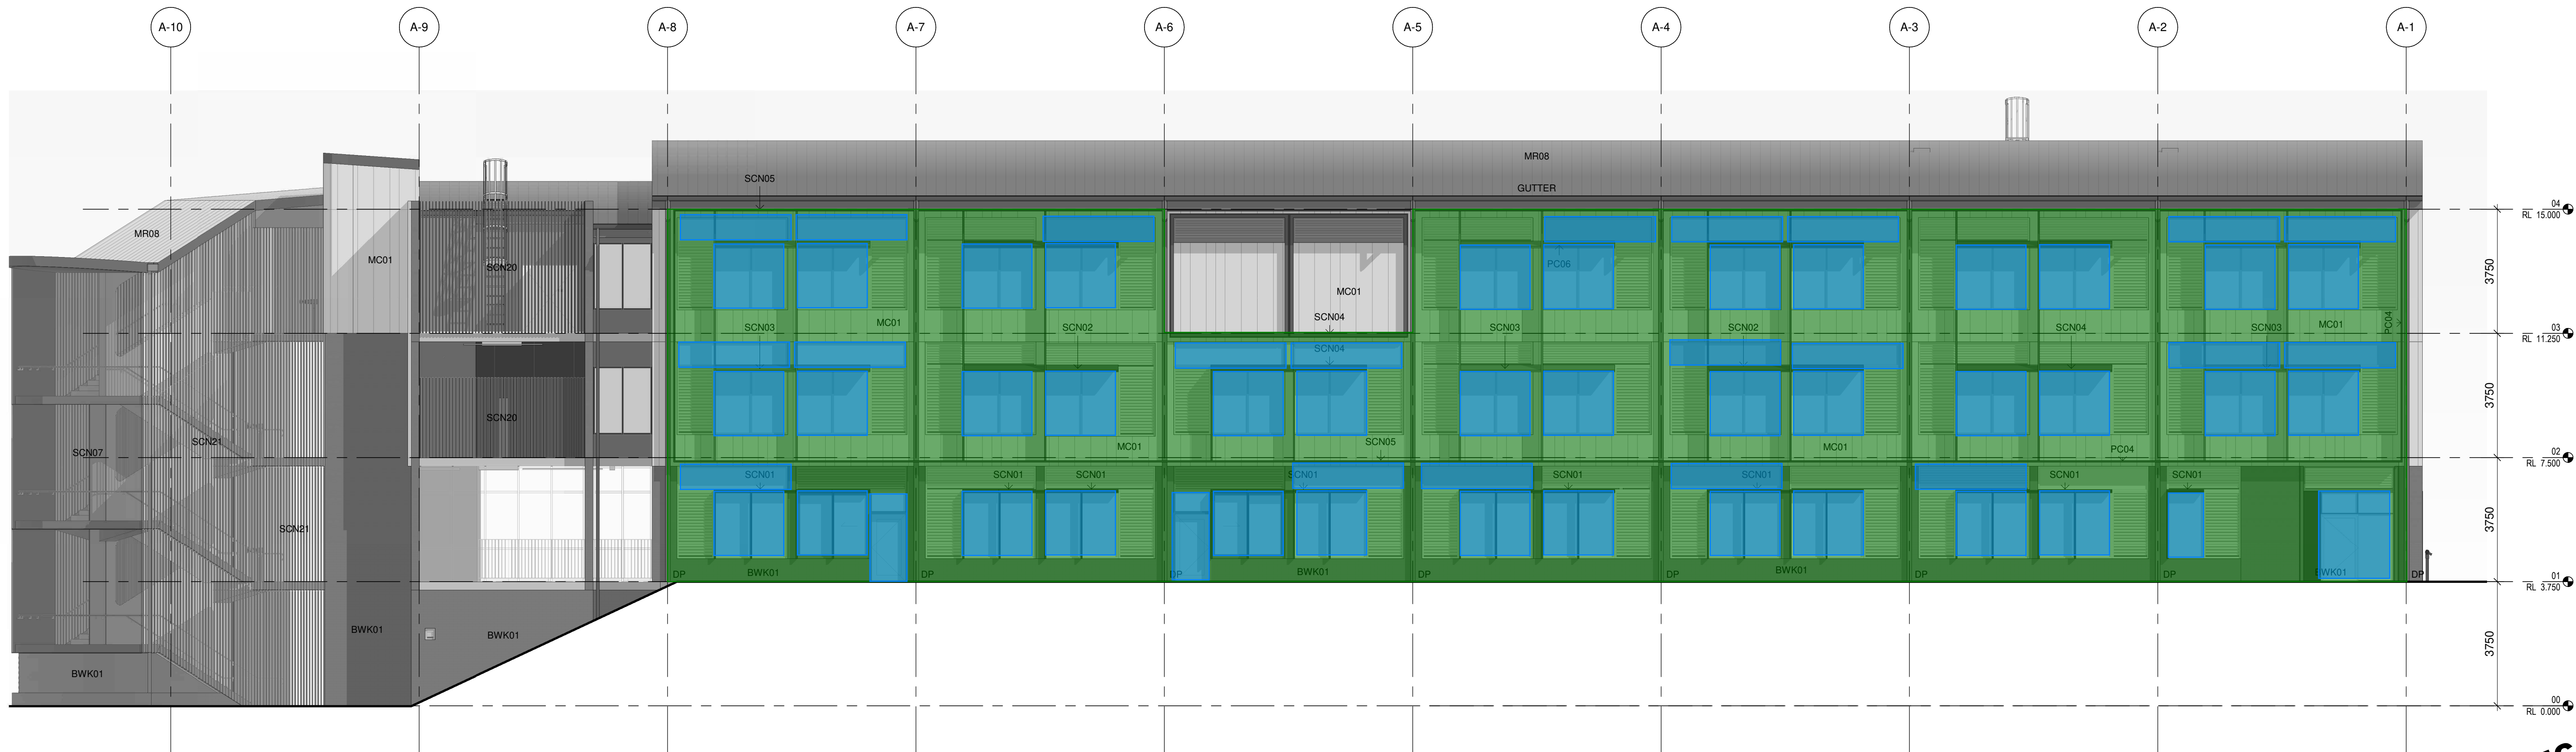 A-10 A-9 A-8 A-7 A-6 A-5 A-4 A-3 A-2 A-1
MR08
SCN05
GUTTER
04
RL 15.000
MR08
MC01
SCN20
PC06
3750
MC01
SCN04
SCN03 MC01 SCN02 SCN03 SCN02 SCN04 SCN03 MC01 PC04
03
RL 11.250
SCN04
3750
SCN20
SCN07 SCN21
MC01 SCN05 MC01 PC04
02
RL 7.500
SCN01 SCN01 SCN01 SCN01 SCN01 SCN01 SCN01 SCN01
3750
SCN21
DP BWK01 DP DP BWK01 DP DP BWK01 DP DP BWK01 DP
01
RL 3.750
BWK01 BWK01
3750
BWK01
00
RL 0.000